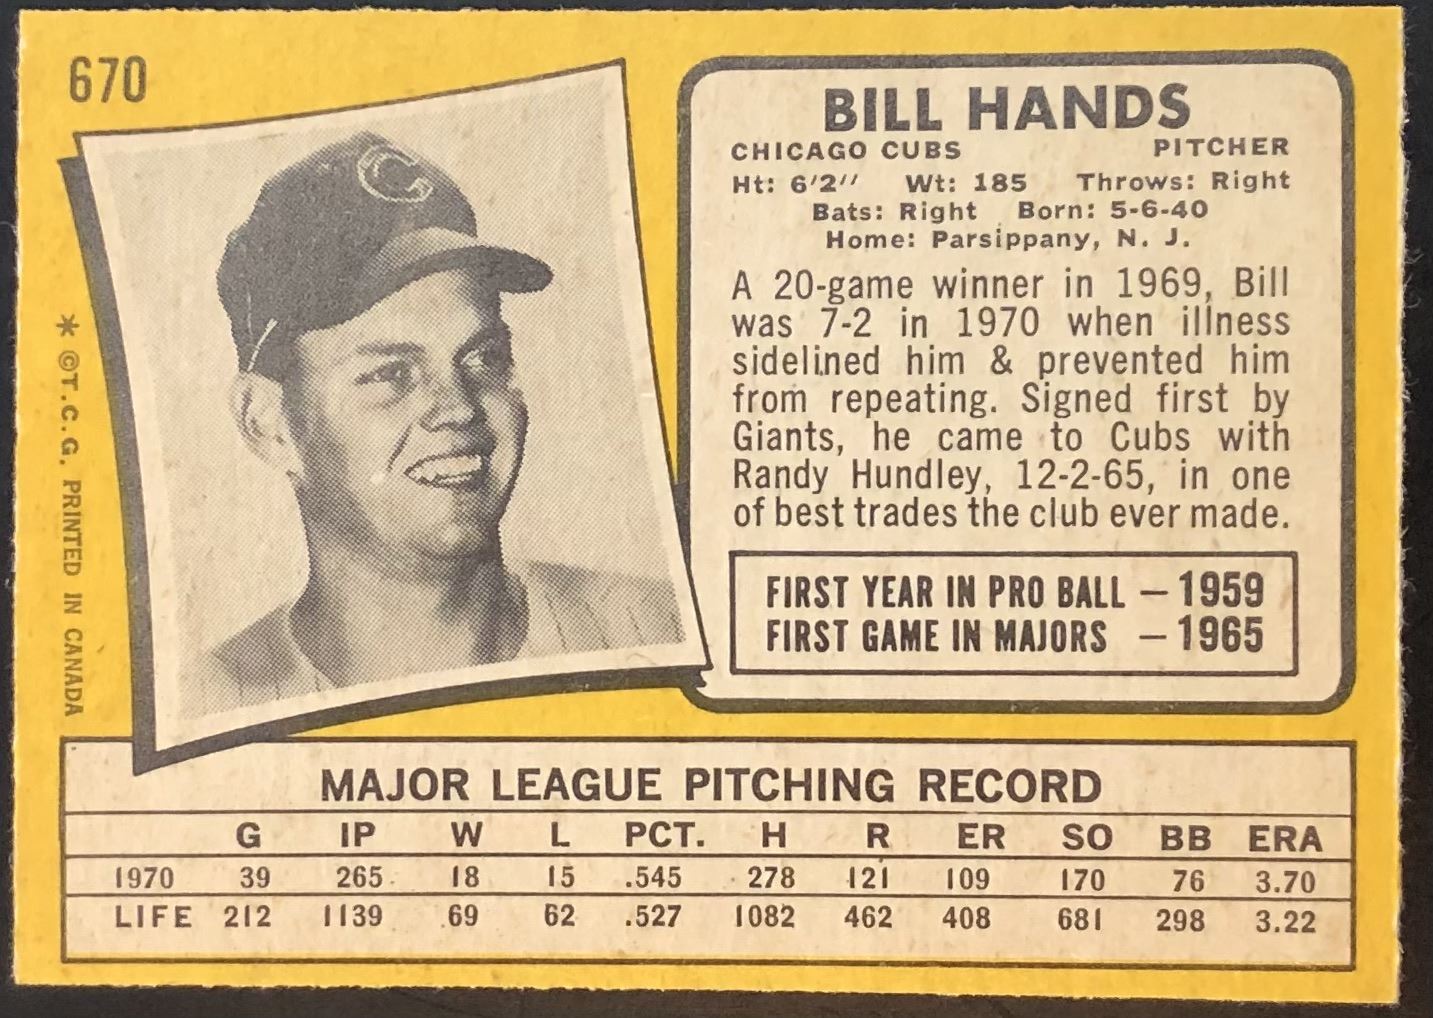 670
BILL HANDS
CHICAGO CUBS PITCHER
Ht: 6'2" Wt: 185 Throws: Right
Bats: Right Born: 5-6-40
Home: Parsippany, N. J.
A 20-game winner in 1969, Bill
was 7-2 in 1970 when illness
sidelined him & prevented him
from repeating. Signed first by
Giants, he came to Cubs with
Randy Hundley, 12-2-65, in one
of best trades the club ever made.
FIRST YEAR IN PRO BALL — 1959
FIRST GAME IN MAJORS — 1965
* ©T.C.G. PRINTED IN CANADA
C
MAJOR LEAGUE PITCHING RECORD
G IP W L PCT. H R ER SO BB ERA
1970 39 265 18 15 .545 278 121 109 170 76 3.70
LIFE 212 1139 69 62 .527 1082 462 408 681 298 3.22